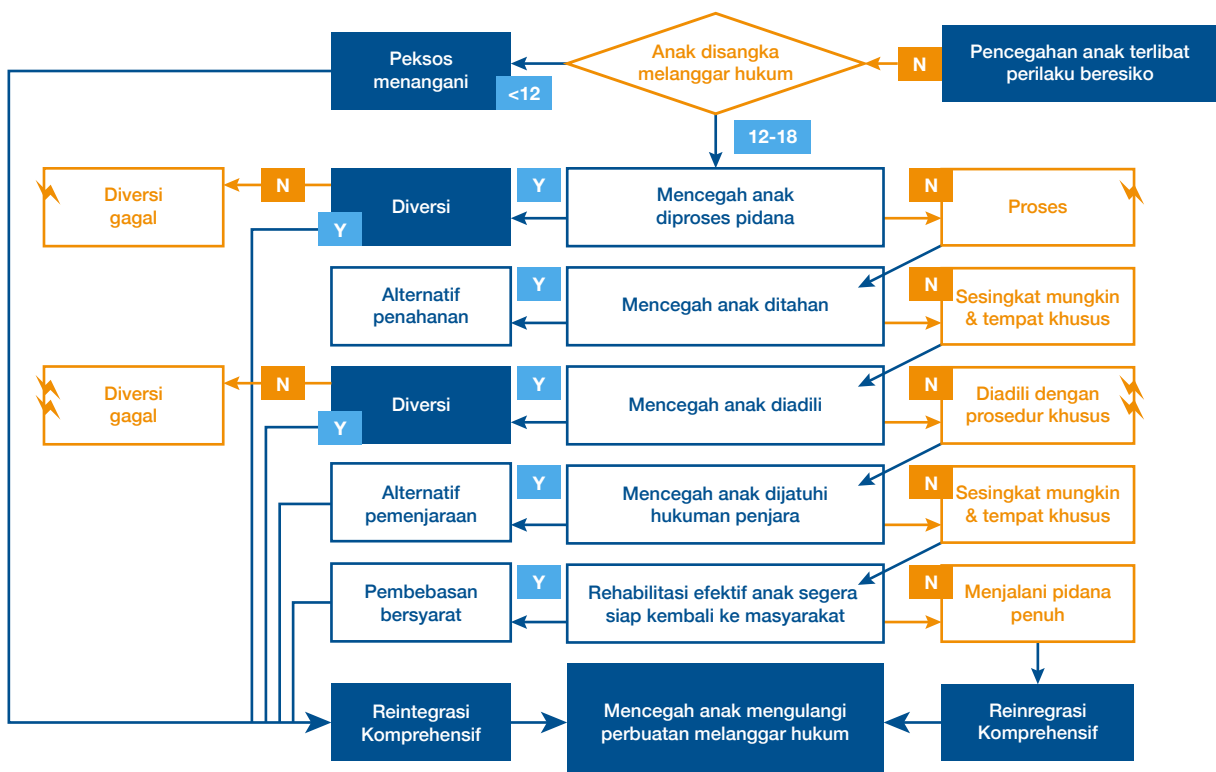 Peksos
menangani
<12
Anak disangka
melanggar hukum
N
Pencegahan anak terlibat
perilaku beresiko
12-18
Diversi
gagal
N
Diversi
Y
Y
Mencegah anak
diproses pidana
N
Proses
Alternatif
penahanan
Y
Mencegah anak ditahan
N
Sesingkat mungkin
& tempat khusus
Diversi
gagal
N
Diversi
Y
Y
Mencegah anak diadili
N
Diadili dengan
prosedur khusus
Alternatif
pemenjaraan
Y
Mencegah anak dijatuhi
hukuman penjara
N
Sesingkat mungkin
& tempat khusus
Pembebasan
bersyarat
Y
Rehabilitasi efektif anak segera
siap kembali ke masyarakat
N
Menjalani pidana
penuh
Reintegrasi
Komprehensif
Mencegah anak mengulangi
perbuatan melanggar hukum
Reinregrasi
Komprehensif